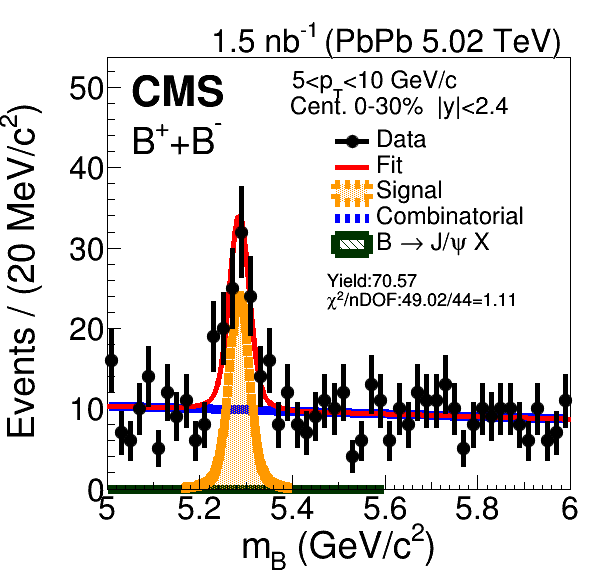 1.5 nb⁻¹ (PbPb 5.02 TeV)
CMS
B⁺+B⁻
5<p_T<10 GeV/c
Cent. 0-30% |y|<2.4
Data
Fit
Signal
Combinatorial
B → J/ψ X
Yield:70.57
χ²/nDOF:49.02/44=1.11
Events / (20 MeV/c²)
50
40
30
20
10
0
5 5.2 5.4 5.6 5.8 6
m_B (GeV/c²)